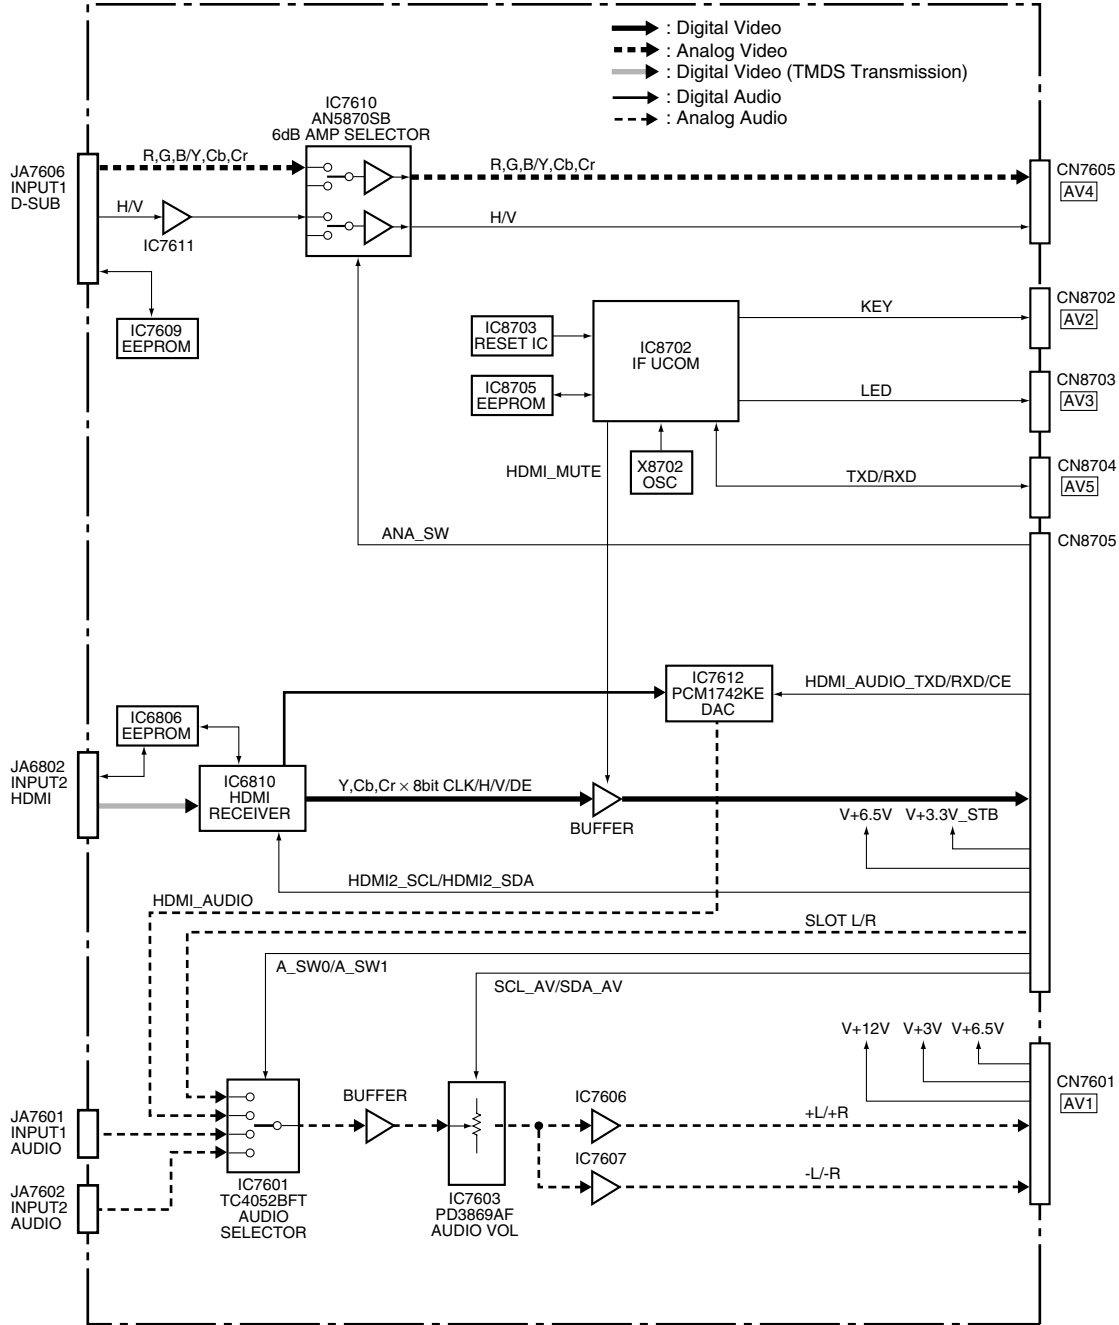 : Digital Video
: Analog Video
: Digital Video (TMDS Transmission)
: Digital Audio
: Analog Audio
IC7610
AN5870SB
6dB AMP SELECTOR
JA7606
INPUT1
D-SUB
R,G,B/Y,Cb,Cr
H/V
IC7611
IC7609
EEPROM
R,G,B/Y,Cb,Cr
H/V
CN7605
AV4
IC8703
RESET IC
IC8705
EEPROM
IC8702
IF UCOM
X8702
OSC
KEY
CN8702
AV2
LED
CN8703
AV3
TXD/RXD
CN8704
AV5
HDMI_MUTE
ANA_SW
CN8705
IC7612
PCM1742KE
DAC
HDMI_AUDIO_TXD/RXD/CE
IC6806
EEPROM
JA6802
INPUT2
HDMI
IC6810
HDMI
RECEIVER
Y,Cb,Cr × 8bit CLK/H/V/DE
BUFFER
V+6.5V
V+3.3V_STB
HDMI2_SCL/HDMI2_SDA
HDMI_AUDIO
SLOT L/R
A_SW0/A_SW1
SCL_AV/SDA_AV
V+12V
V+3V
V+6.5V
CN7601
AV1
JA7601
INPUT1
AUDIO
JA7602
INPUT2
AUDIO
IC7601
TC4052BFT
AUDIO
SELECTOR
BUFFER
IC7603
PD3869AF
AUDIO VOL
IC7606
+L/+R
IC7607
-L/-R